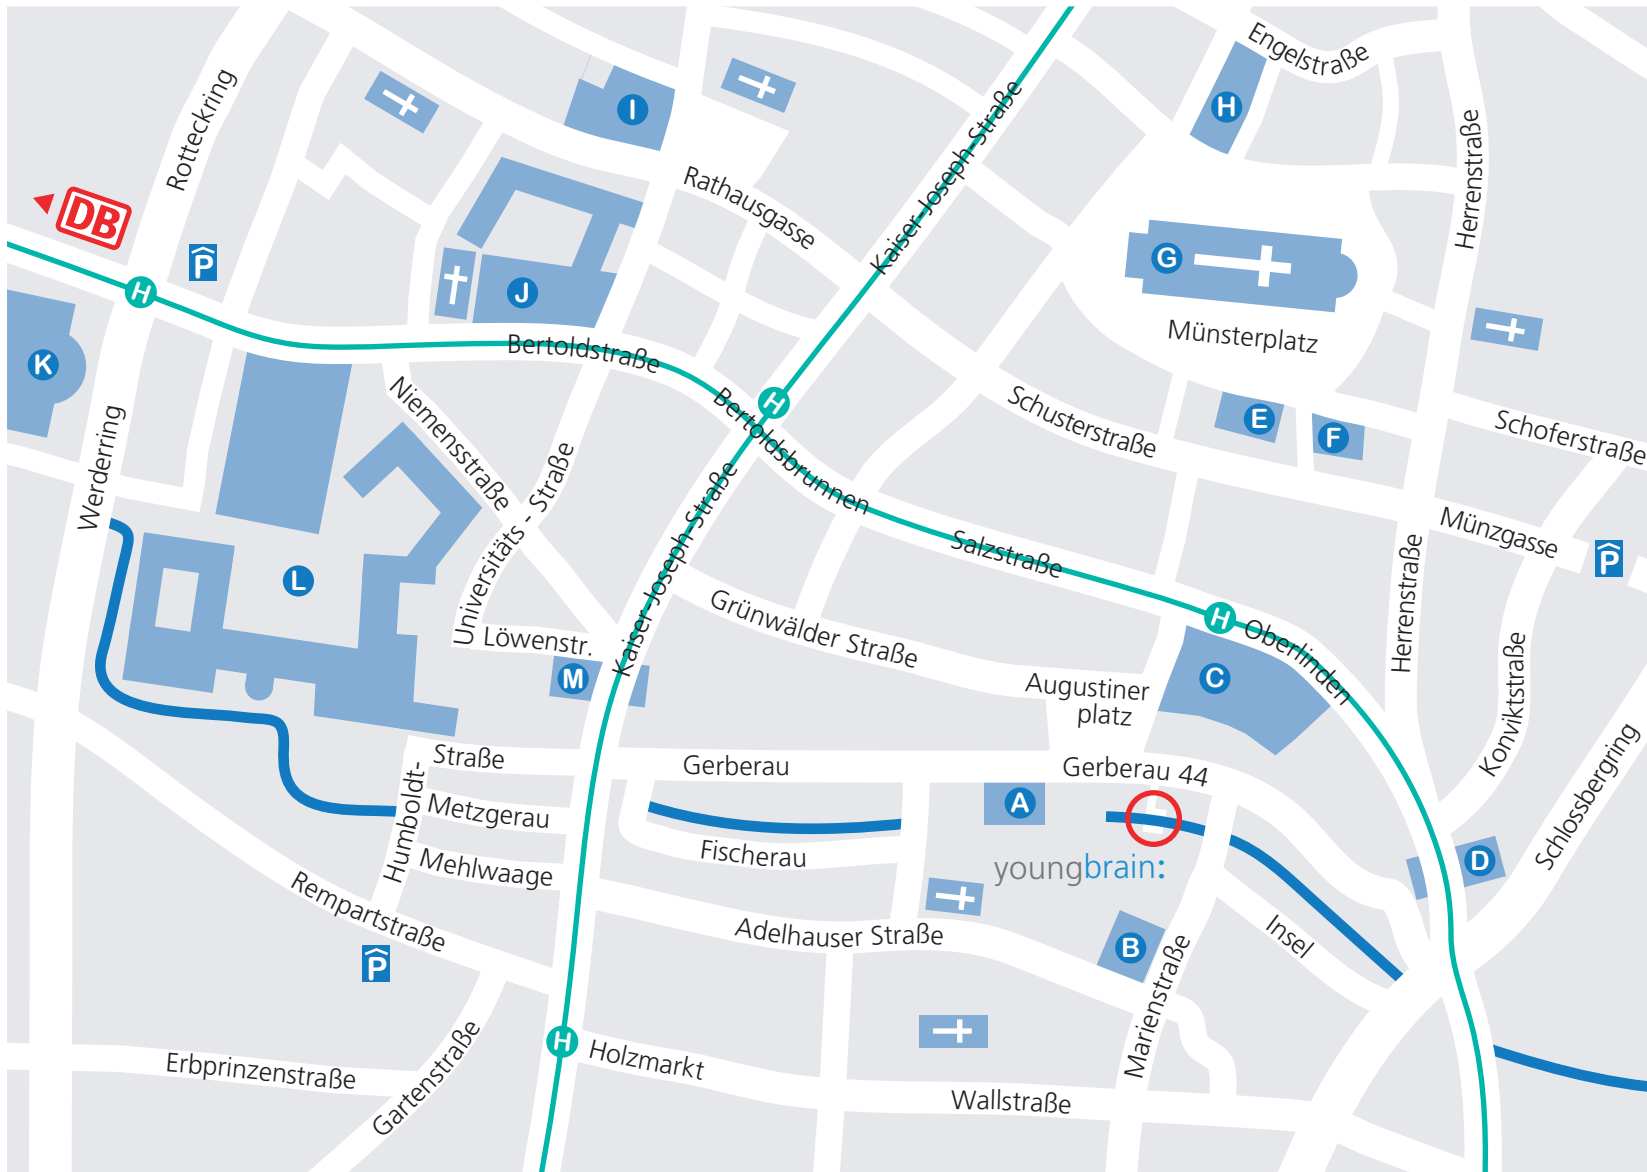 Engelstraße
Rotteckring
I
H
Kaiser-Joseph-Straße
Herrenstraße
Rathausgasse
DB
P
G
H
J
Münsterplatz
K
Bertoldstraße
Niemensstraße
H
Bertoldsbrunnen
Schusterstraße
E
F
Schoferstraße
Werderring
Universitäts - Straße
Kaiser-Joseph-Straße
Salzstraße
Münzgasse
P
Herrenstraße
L
Grünwälder Straße
H
Oberlinden
Löwenstr.
M
Augustiner
platz
C
Konviktstraße
Schlossbergring
Humboldt-
Straße
Gerberau
Gerberau 44
Metzgerau
A
Fischerau
Mehlwaage
youngbrain:
D
Rempartstraße
P
Adelhauser Straße
B
Insel
Marienstraße
H
Holzmarkt
Erbprinzenstraße
Gartenstraße
Wallstraße